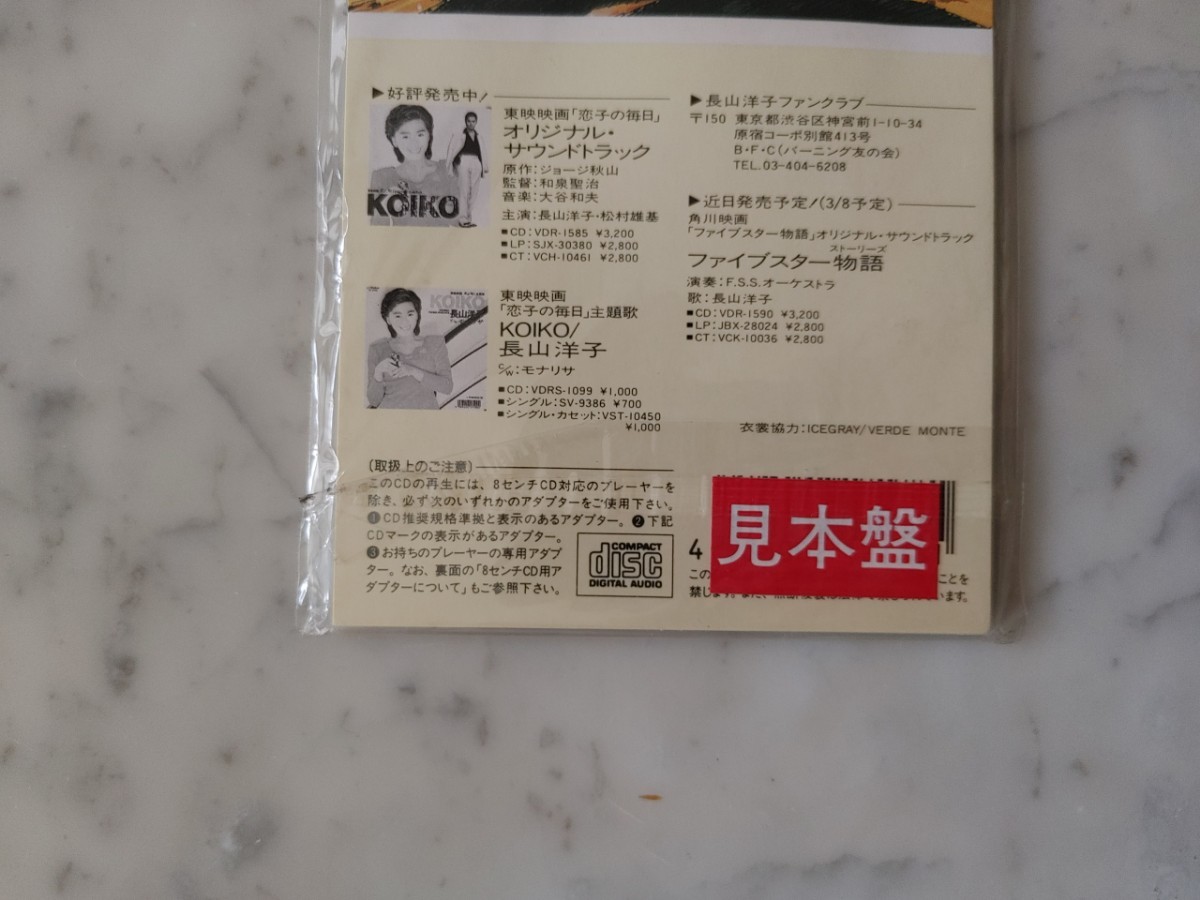 ▶好評発売中!
東映映画「恋子の毎日」
オリジナル・
サウンドトラック
原作:ジョージ秋山
監督:和泉聖治
音楽:大谷和夫
主演:長山洋子・松村雄基
■CD:VDR-1585 ¥3,200
■LP:SJX-30380 ¥2,800
■CT:VCH-10461 ¥2,800
KOIKO
東映映画
「恋子の毎日」主題歌
KOIKO/
長山洋子
C/W:モナリサ
■CD:VDRS-1099 ¥1,000
■シングル:SV-9386 ¥700
■シングル・カセット:VST-10450
¥1,000
KOIKO
長山洋子
▶長山洋子ファンクラブ
〒150 東京都渋谷区神宮前1-10-34
原宿コーポ別館413号
B・F・C(バーニング友の会)
TEL.03-404-6208
▶近日発売予定!(3/8予定)
角川映画
「ファイブスター物語」オリジナル・サウンドトラック
ストーリーズ
ファイブスター物語
演奏:F.S.S.オーケストラ
歌:長山洋子
■CD:VDR-1590 ¥3,200
■LP:JBX-28024 ¥2,800
■CT:VCK-10036 ¥2,800
衣裳協力:ICEGRAY/VERDE MONTE
(取扱上のご注意)
このCDの再生には、8センチCD対応のプレーヤーを
除き、必ず次のいずれかのアダプターをご使用下さい。
❶CD推奨規格準拠と表示のあるアダプター。❷下記
CDマークの表示があるアダプター。
❸お持ちのプレーヤーの専用アダプ
ター。なお、裏面の「8センチCD用ア
ダプターについて」もご参照下さい。
COMPACT
disc
DIGITAL AUDIO
4
見本盤
この
ことを
禁じます。
います。